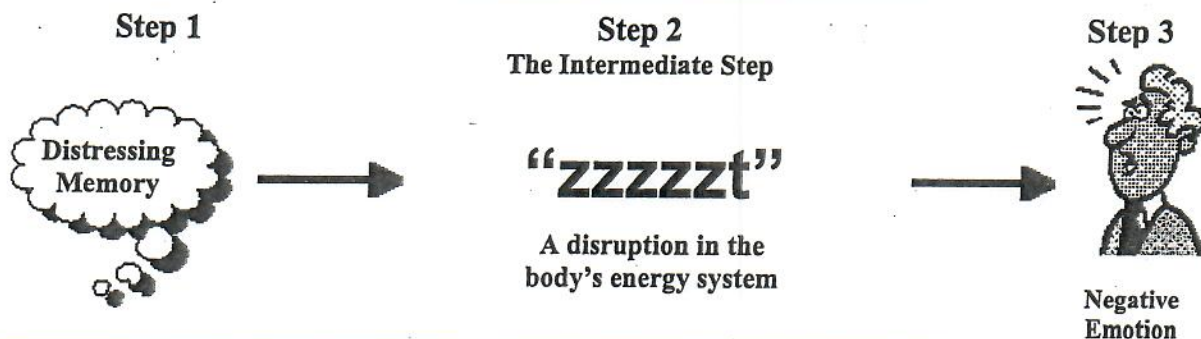 Step 1
Distressing
Memory
Step 2
The Intermediate Step
“zzzzzt”
A disruption in the
body’s energy system
Step 3
Negative
Emotion